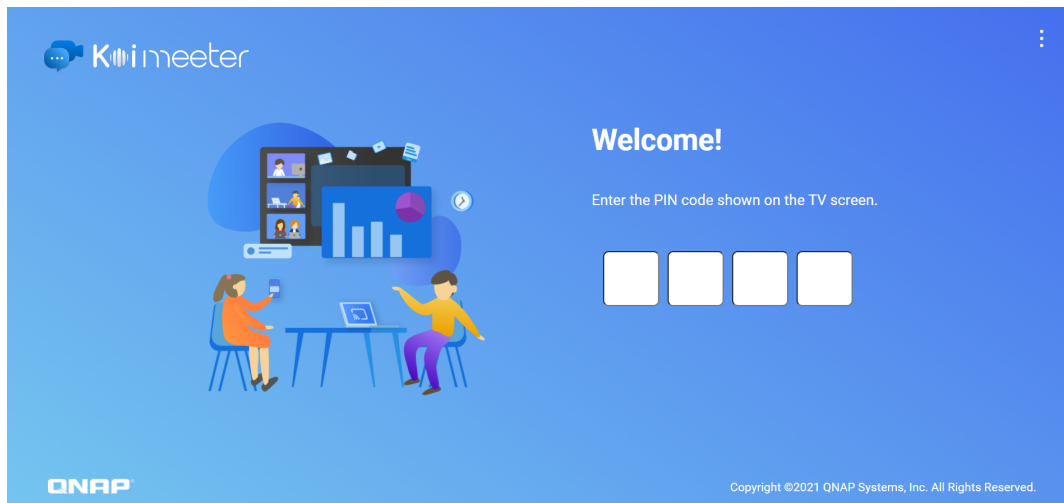 Koimeeter
Welcome!
Enter the PIN code shown on the TV screen.
QNAP
Copyright ©2021 QNAP Systems, Inc. All Rights Reserved.